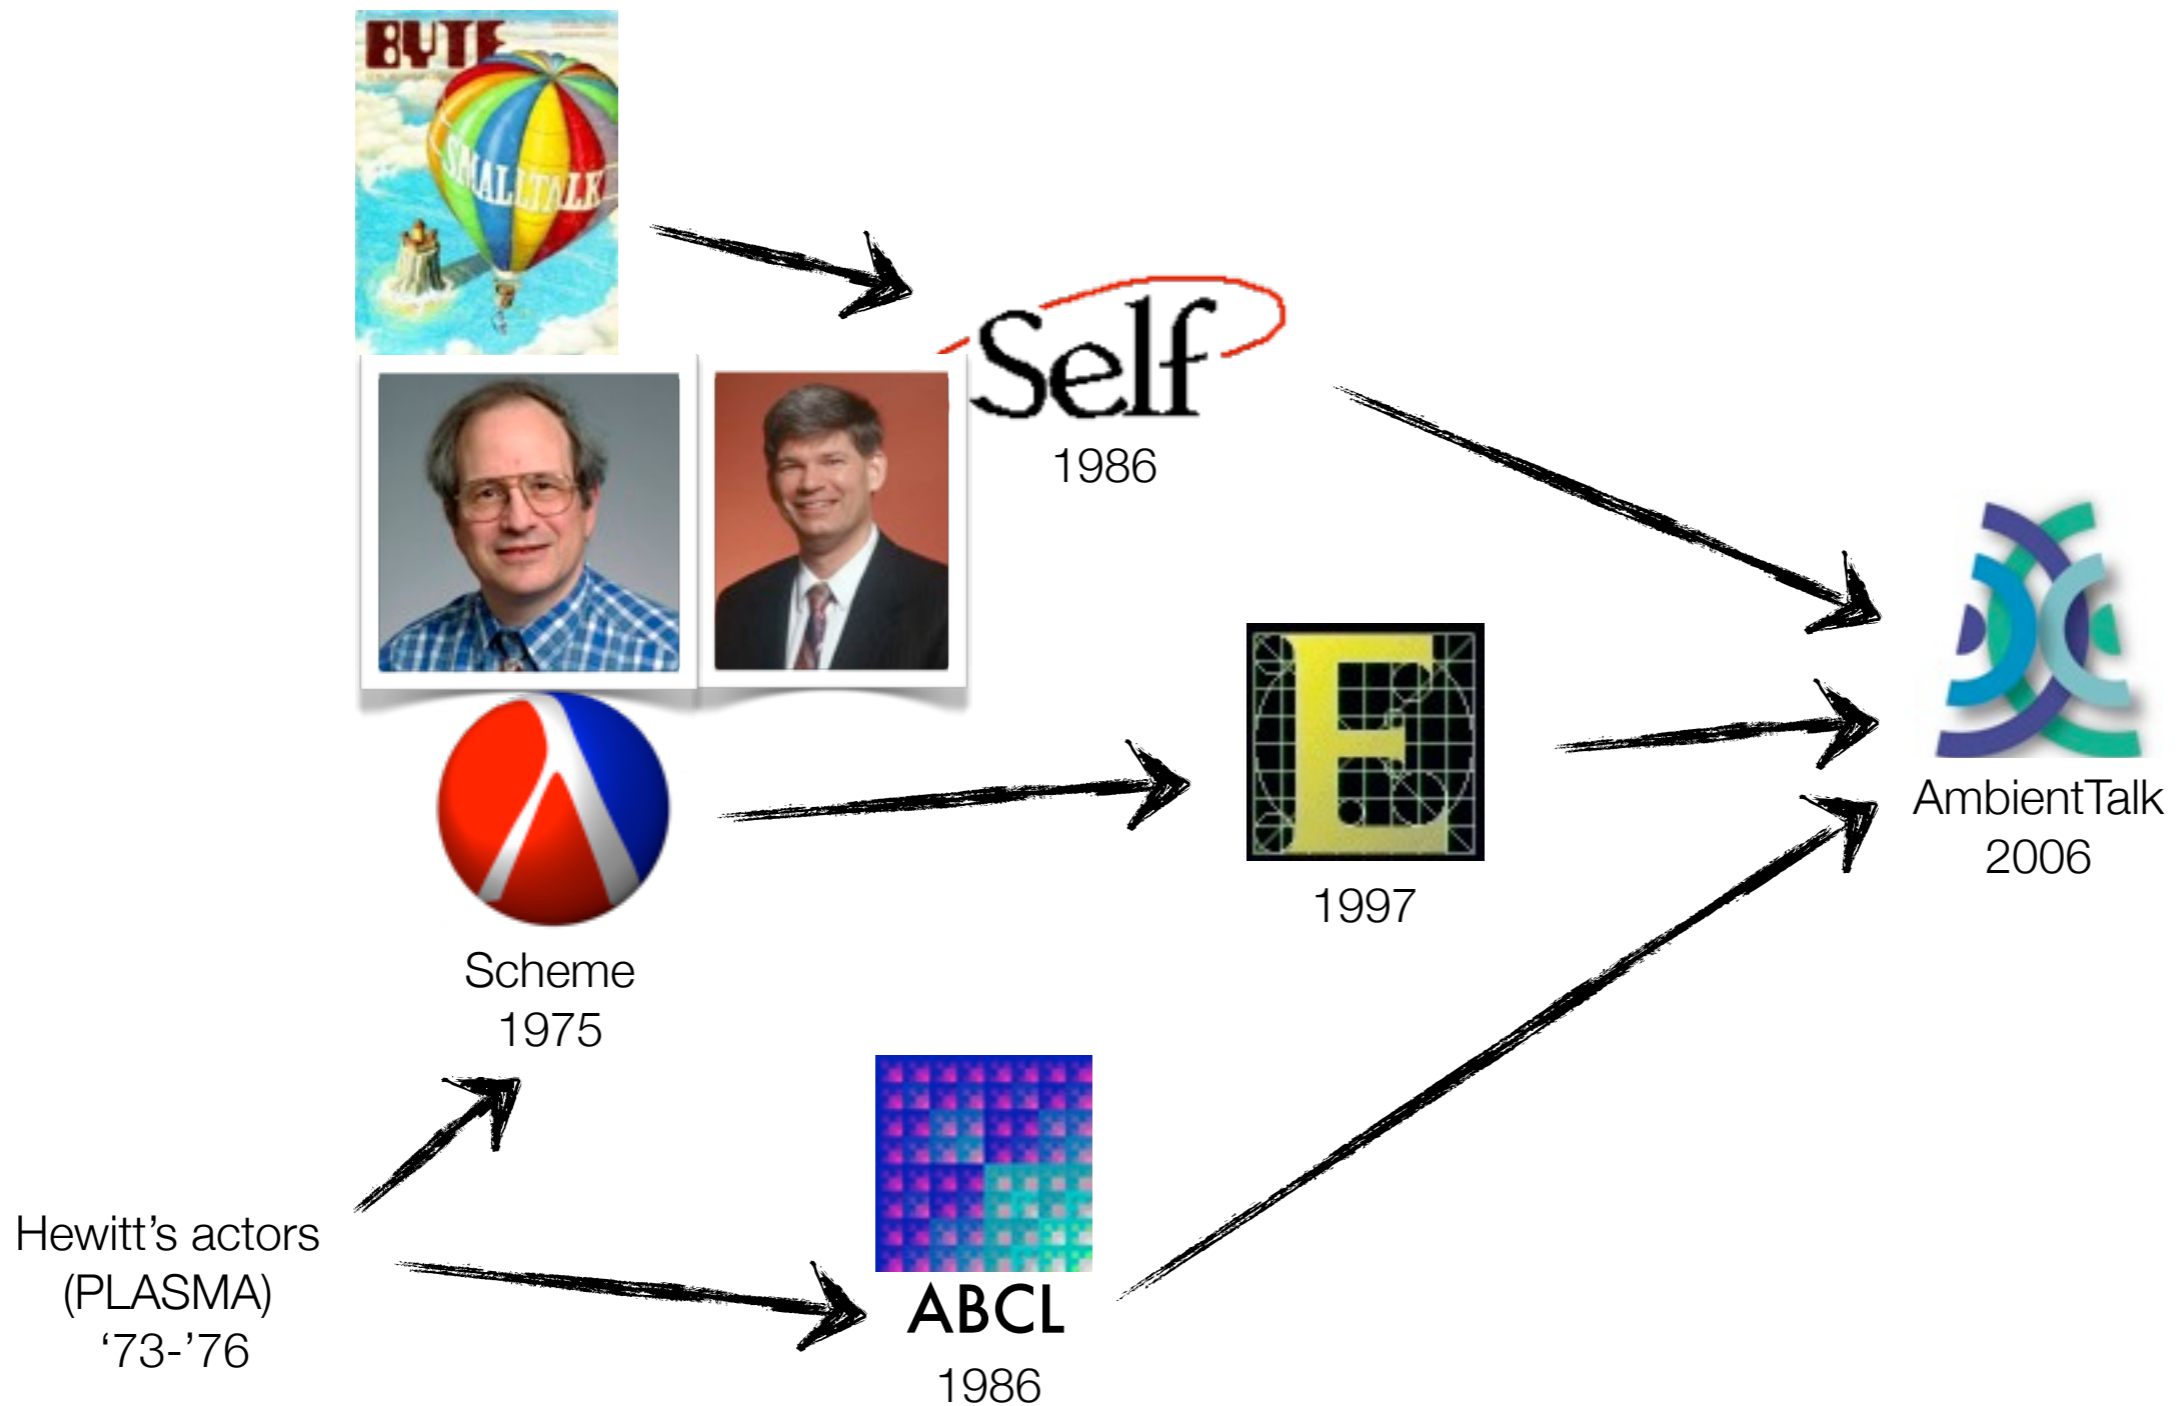 BYTE
SMALLTALK
Self
1986
E
1997
AmbientTalk
2006
Scheme
1975
Hewitt’s actors
(PLASMA)
‘73-’76
ABCL
1986